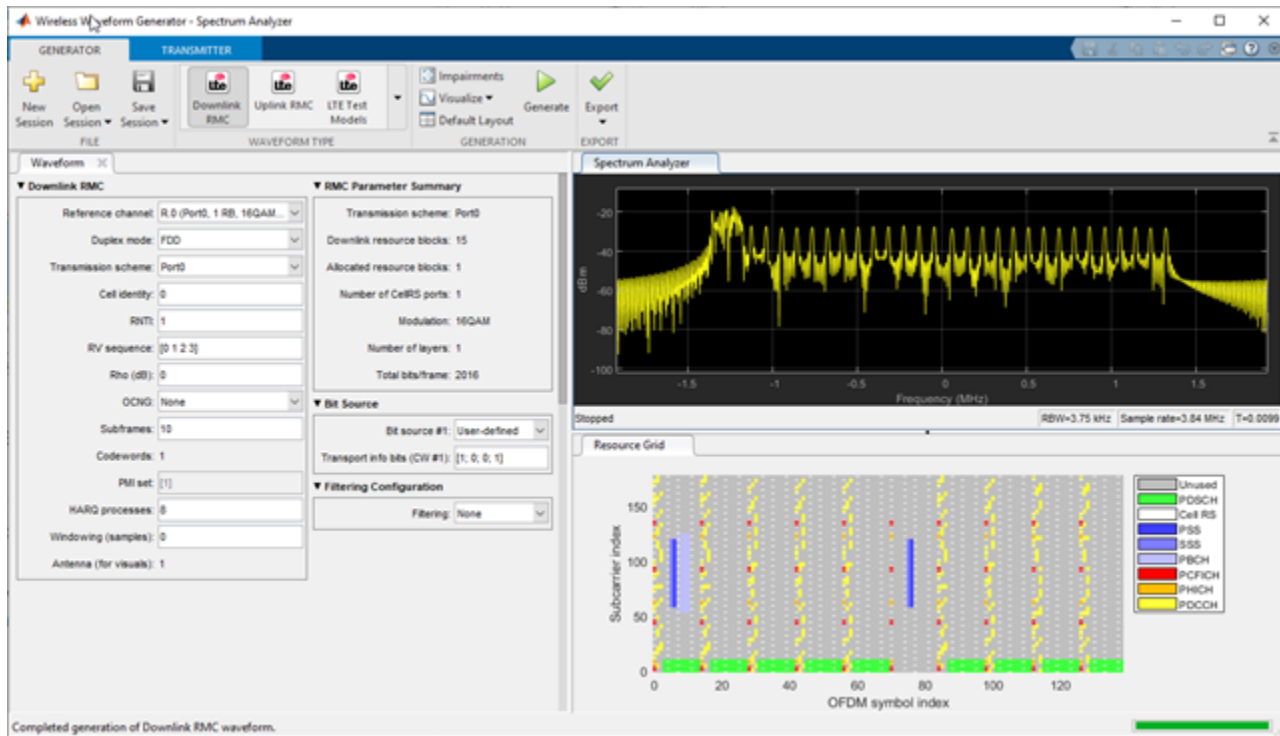 Wireless Waveform Generator - Spectrum Analyzer
GENERATOR TRANSMITTER
New Session
Open Session
Save Session
FILE
lte Downlink RMC
lte Uplink RMC
lte LTE Test Models
WAVEFORM TYPE
Impairments
Visualize
Default Layout
Generate
GENERATION
Export
EXPORT
Waveform
Downlink RMC
Reference channel: R.0 (Port0, 1 RB, 16QAM...
Duplex mode: FDD
Transmission scheme: Port0
Cell identity: 0
RNTI: 1
RV sequence: [0 1 2 3]
Rho (dB): 0
OCNG: None
Subframes: 10
Codewords: 1
PMI set: [1]
HARQ processes: 8
Windowing (samples): 0
Antenna (for visuals): 1
RMC Parameter Summary
Transmission scheme: Port0
Downlink resource blocks: 15
Allocated resource blocks: 1
Number of CellRS ports: 1
Modulation: 16QAM
Number of layers: 1
Total bits/frame: 2016
Bit Source
Bit source #1: User-defined
Transport info bits (CW #1): [1; 0; 0; 1]
Filtering Configuration
Filtering: None
Spectrum Analyzer
dBm
-20
-40
-60
-80
-100
-1.5 -1 -0.5 0 0.5 1 1.5
Frequency (MHz)
Stopped RBW=3.75 kHz Sample rate=3.84 MHz T=0.0099
Resource Grid
Subcarrier index
150
100
50
0
0 20 40 60 80 100 120
OFDM symbol index
Unused
PDSCH
Cell RS
PSS
SSS
PBCH
PCFICH
PHICH
PDCCH
Completed generation of Downlink RMC waveform.